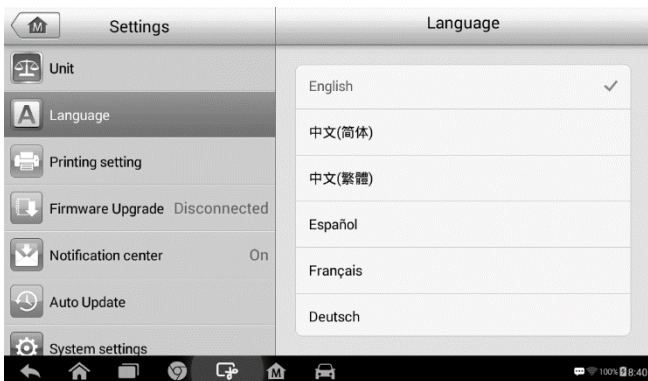 Settings
Unit
Language
Printing setting
Firmware Upgrade Disconnected
Notification center On
Auto Update
System settings
Language
English
中文(简体)
中文(繁體)
Español
Français
Deutsch
100% 8:40